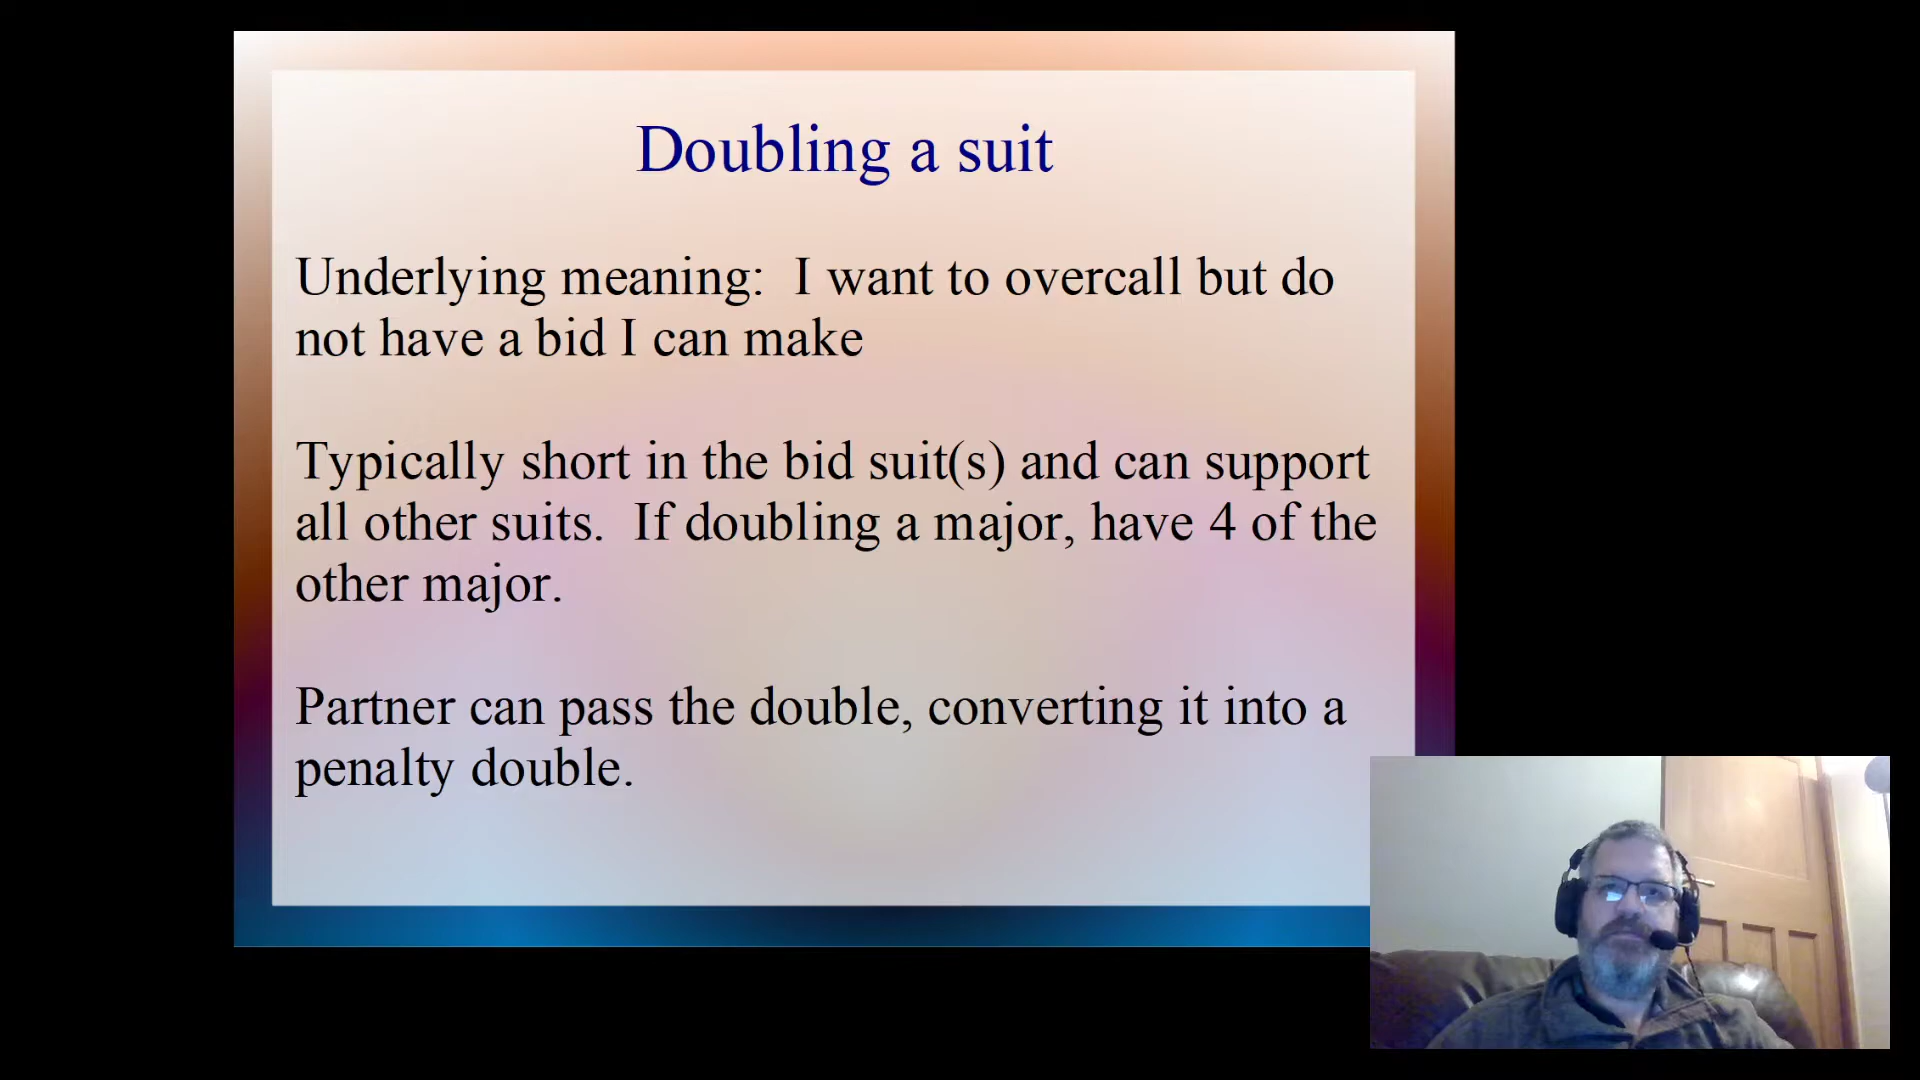 Doubling a suit
Underlying meaning:  I want to overcall but do
not have a bid I can make
Typically short in the bid suit(s) and can support
all other suits.  If doubling a major, have 4 of the
other major.
Partner can pass the double, converting it into a
penalty double.